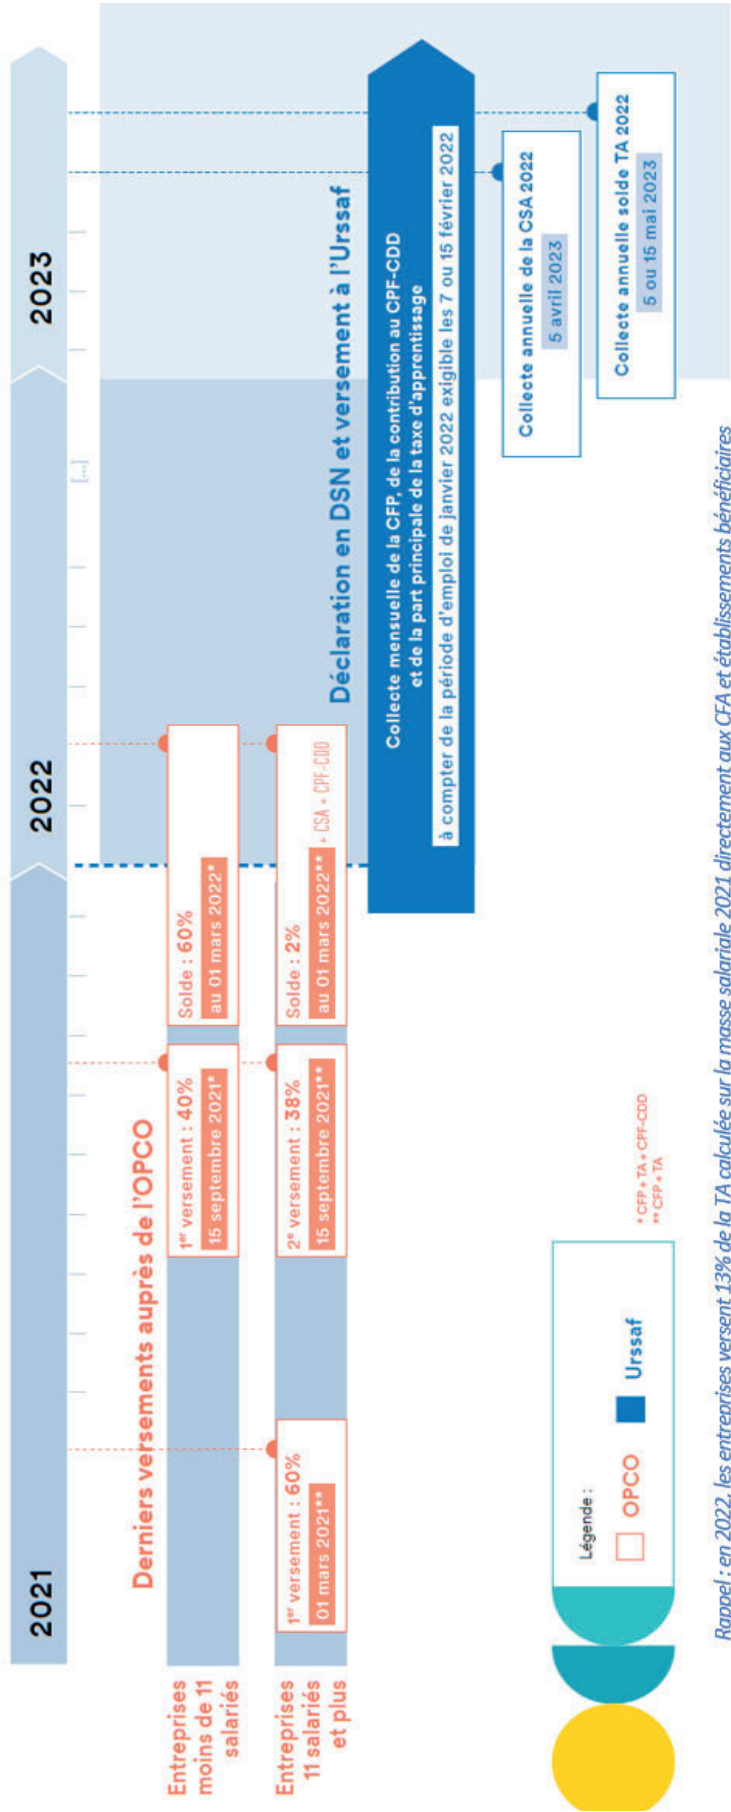 2021
2022
2023
[...]
Derniers versements auprès de l'OPCO
Entreprises
moins de 11
salariés
1er versement : 40%
15 septembre 2021*
Solde : 60%
au 01 mars 2022*
Entreprises
11 salariés
et plus
1er versement : 60%
01 mars 2021**
2e versement : 38%
15 septembre 2021**
Solde : 2%
au 01 mars 2022** + CSA + CPF-CDD
Déclaration en DSN et versement à l'Urssaf
Collecte mensuelle de la CFP, de la contribution au CPF-CDD
et de la part principale de la taxe d'apprentissage
à compter de la période d'emploi de janvier 2022 exigible les 7 ou 15 février 2022
Collecte annuelle de la CSA 2022
5 avril 2023
Collecte annuelle solde TA 2022
5 ou 15 mai 2023
Légende :
OPCO
Urssaf
* CFP + TA + CPF-CDD
** CFP + TA
Rappel : en 2022, les entreprises versent 13% de la TA calculée sur la masse salariale 2021 directement aux CFA et établissements bénéficiaires